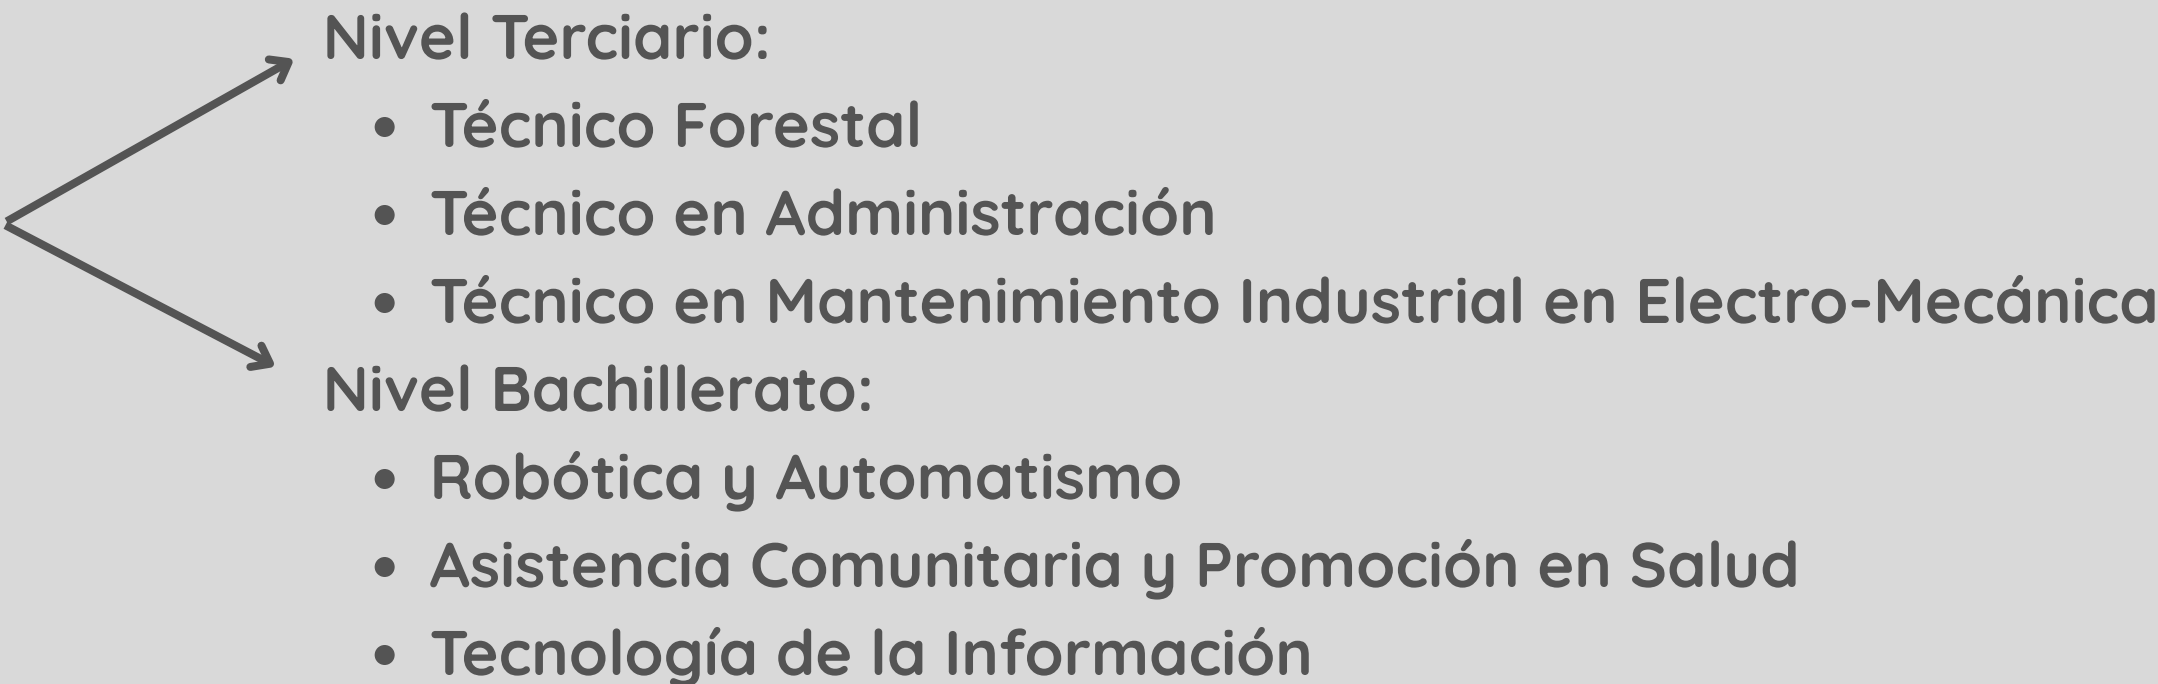 Nivel Terciario:
• Técnico Forestal
• Técnico en Administración
• Técnico en Mantenimiento Industrial en Electro-Mecánica
Nivel Bachillerato:
• Robótica y Automatismo
• Asistencia Comunitaria y Promoción en Salud
• Tecnología de la Información